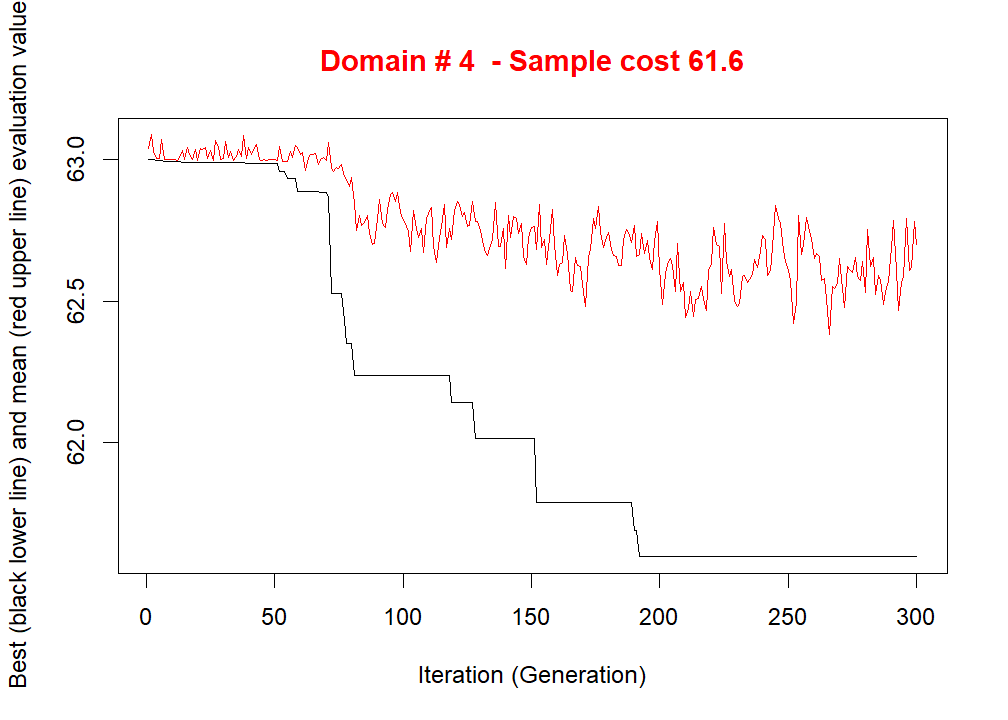 Domain # 4  - Sample cost 61.6
Best (black lower line) and mean (red upper line) evaluation value
63.0
62.5
62.0
0 50 100 150 200 250 300
Iteration (Generation)